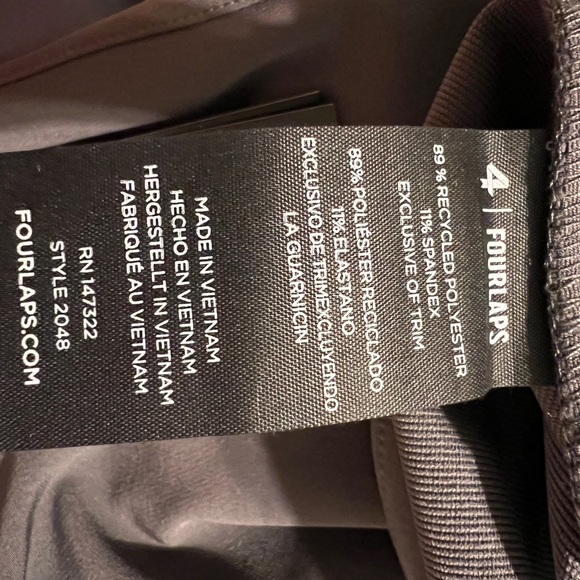 4 | FOURLAPS
89 % RECYCLED POLYESTER
11% SPANDEX
EXCLUSIVE OF TRIM
89% POLIÉSTER RECICLADO
11% ELASTANO
EXCLUSIVO DE TRIMEXCLUYENDO
LA GUARNICIN
MADE IN VIETNAM
HECHO EN VIETNAM
HERGESTELLT IN VIETNAM
FABRIQUÉ AU VIETNAM
RN 147322
STYLE 2048
FOURLAPS.COM